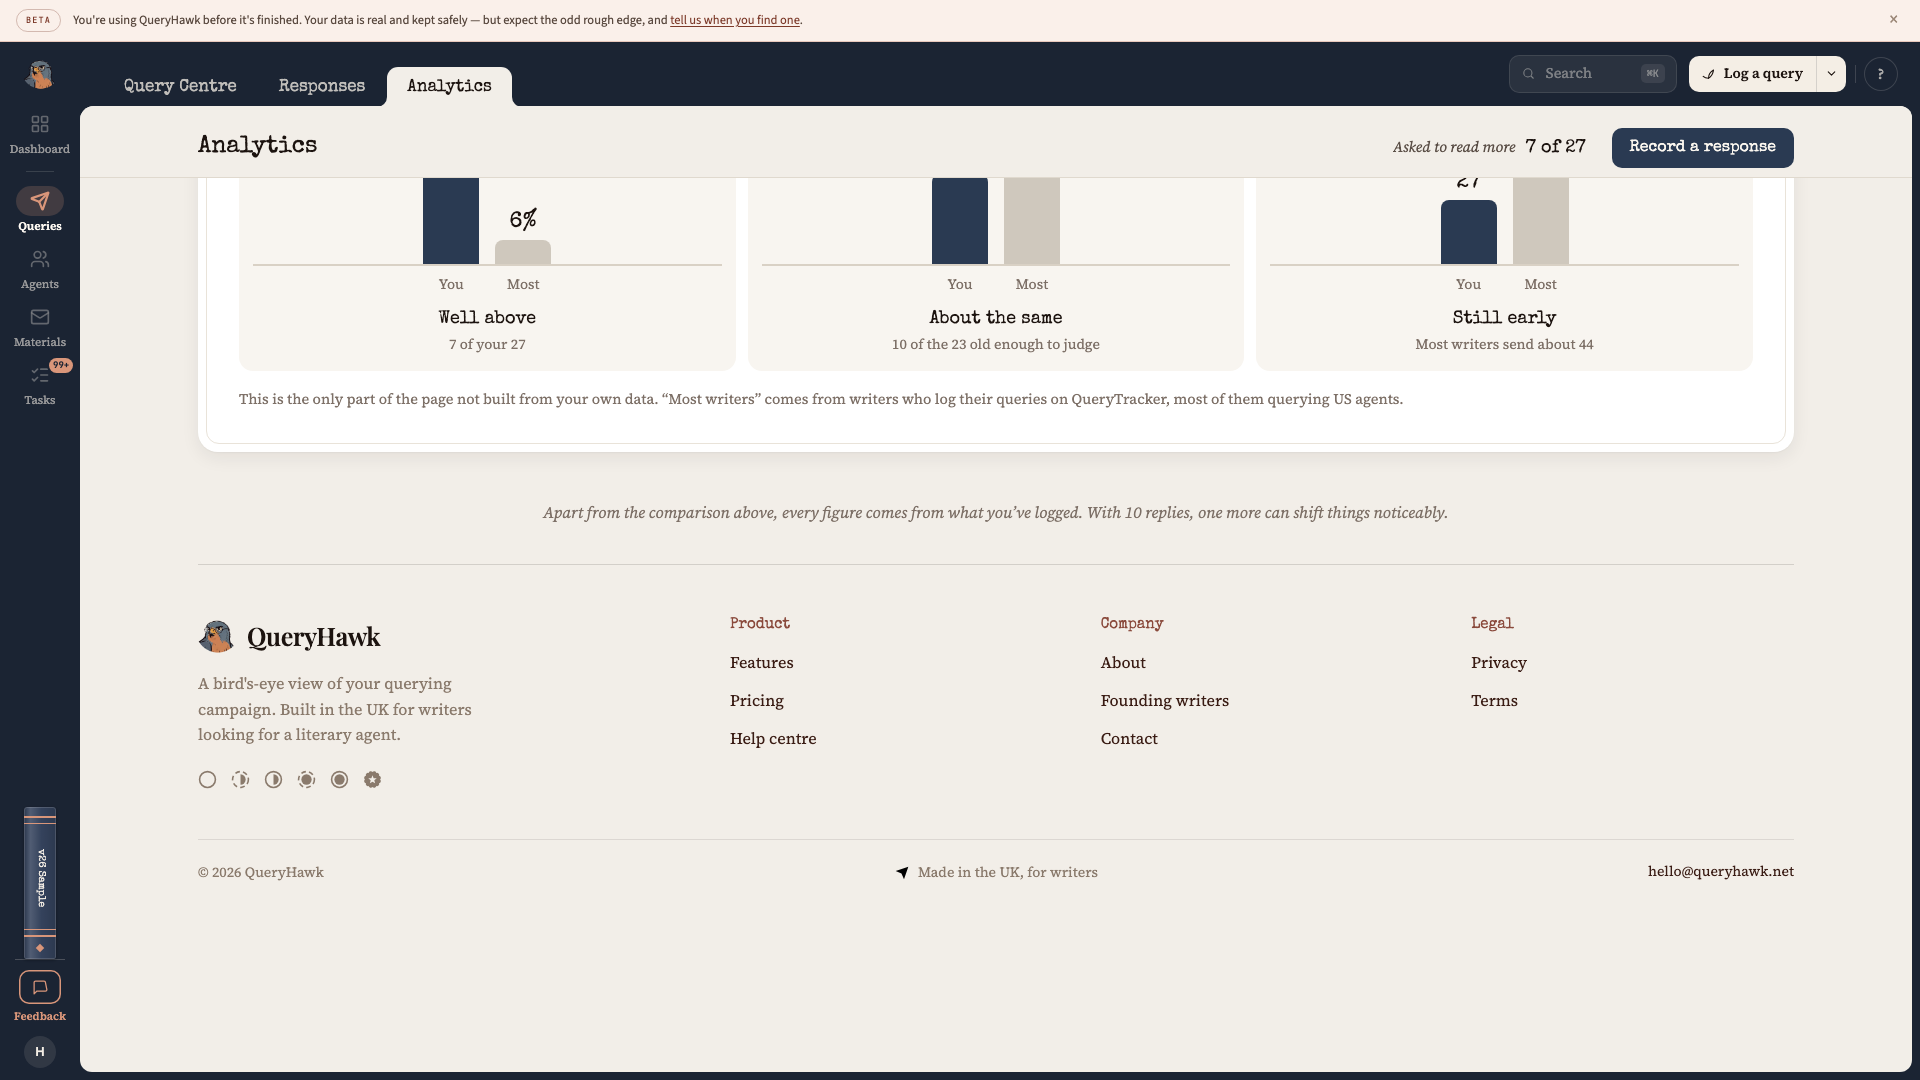 BETA
You're using QueryHawk before it's finished. Your data is real and kept safely — but expect the odd rough edge, and tell us when you find one.
×
Query Centre
Responses
Analytics
Search
⌘K
Log a query
?
Dashboard
Queries
Agents
Materials
99+
Tasks
v26 Sample
Feedback
H
Analytics
Asked to read more 7 of 27
Record a response
6%
You Most
Well above
7 of your 27
You Most
About the same
10 of the 23 old enough to judge
27
You Most
Still early
Most writers send about 44
This is the only part of the page not built from your own data. “Most writers” comes from writers who log their queries on QueryTracker, most of them querying US agents.
Apart from the comparison above, every figure comes from what you’ve logged. With 10 replies, one more can shift things noticeably.
QueryHawk
A bird's-eye view of your querying
campaign. Built in the UK for writers
looking for a literary agent.
Product
Features
Pricing
Help centre
Company
About
Founding writers
Contact
Legal
Privacy
Terms
© 2026 QueryHawk
Made in the UK, for writers
hello@queryhawk.net